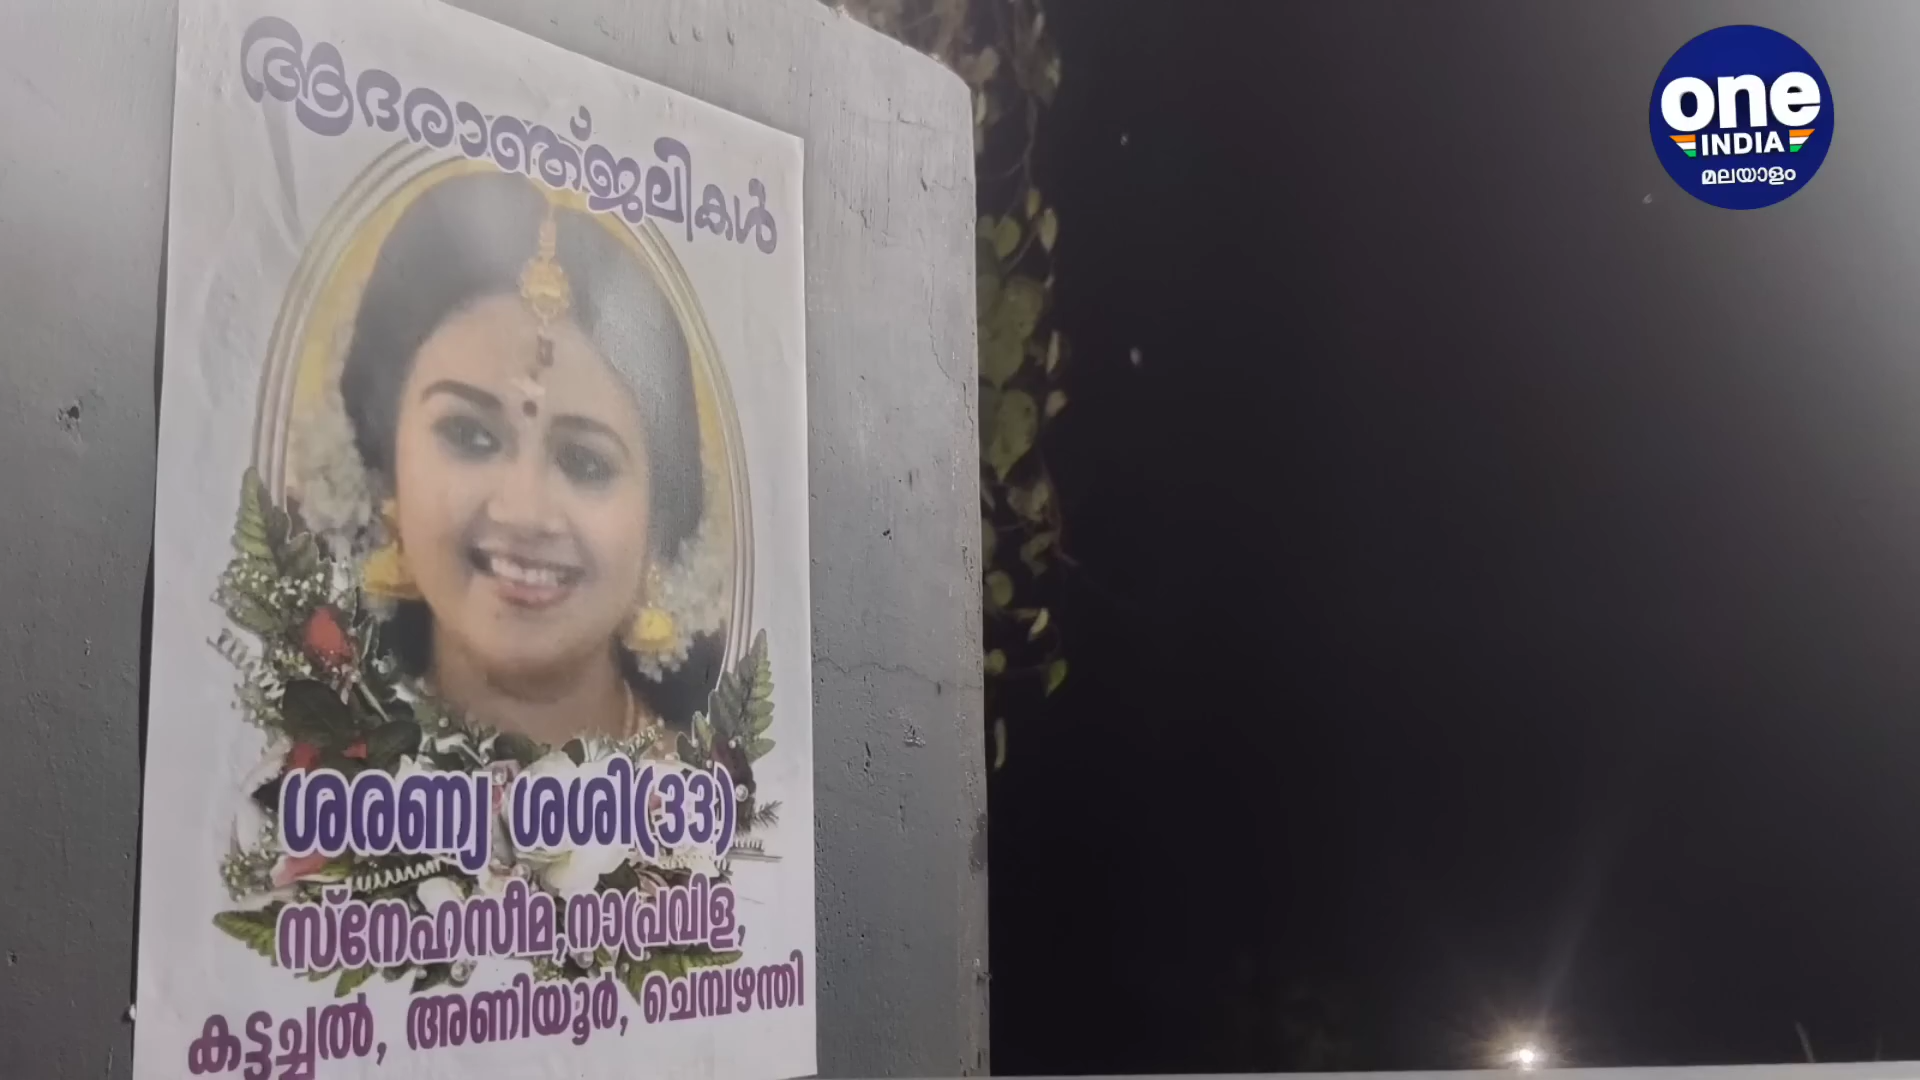 ആദരാഞ്ജലികൾ
ശരണ്യ ശശി(33)
സ്നേഹസീമ,നാപ്രവിള,
കട്ടച്ചൽ, അണിയൂർ, ചെമ്പഴന്തി
one
INDIA
മലയാളം